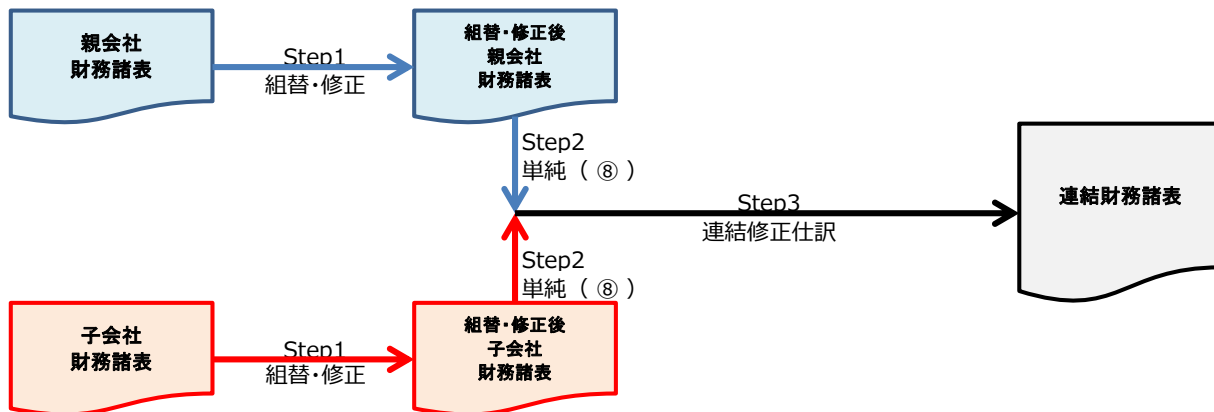 親会社
財務諸表
Step1
組替・修正
組替・修正後
親会社
財務諸表
Step2
単純（ ⑧ ）
Step3
連結修正仕訳
連結財務諸表
Step2
単純（ ⑧ ）
子会社
財務諸表
Step1
組替・修正
組替・修正後
子会社
財務諸表